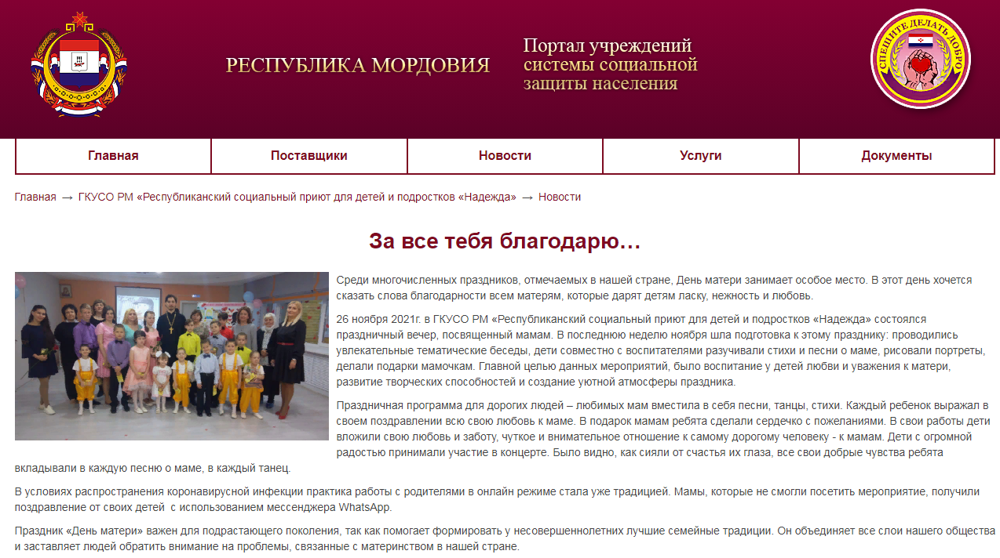 РЕСПУБЛИКА МОРДОВИЯ
Портал учреждений
системы социальной
защиты населения
СПЕШИТЕ ДЕЛАТЬ ДОБРО
Главная
Поставщики
Новости
Услуги
Документы
Главная → ГКУСО РМ «Республиканский социальный приют для детей и подростков «Надежда» → Новости
За все тебя благодарю…
Среди многочисленных праздников, отмечаемых в нашей стране, День матери занимает особое место. В этот день хочется
сказать слова благодарности всем матерям, которые дарят детям ласку, нежность и любовь.
26 ноября 2021г. в ГКУСО РМ «Республиканский социальный приют для детей и подростков «Надежда» состоялся
праздничный вечер, посвященный мамам. В последнюю неделю ноября шла подготовка к этому празднику: проводились
увлекательные тематические беседы, дети совместно с воспитателями разучивали стихи и песни о маме, рисовали портреты,
делали подарки мамочкам. Главной целью данных мероприятий, было воспитание у детей любви и уважения к матери,
развитие творческих способностей и создание уютной атмосферы праздника.
Праздничная программа для дорогих людей – любимых мам вместила в себя песни, танцы, стихи. Каждый ребенок выражал в
своем поздравлении всю свою любовь к маме. В подарок мамам ребята сделали сердечко с пожеланиями. В свои работы дети
вложили свою любовь и заботу, чуткое и внимательное отношение к самому дорогому человеку - к мамам. Дети с огромной
радостью принимали участие в концерте. Было видно, как сияли от счастья их глаза, все свои добрые чувства ребята
вкладывали в каждую песню о маме, в каждый танец.
В условиях распространения коронавирусной инфекции практика работы с родителями в онлайн режиме стала уже традицией. Мамы, которые не смогли посетить мероприятие, получили
поздравление от своих детей  с использованием мессенджера WhatsApp.
Праздник «День матери» важен для подрастающего поколения, так как помогает формировать у несовершеннолетних лучшие семейные традиции. Он объединяет все слои нашего общества
и заставляет людей обратить внимание на проблемы, связанные с материнством в нашей стране.